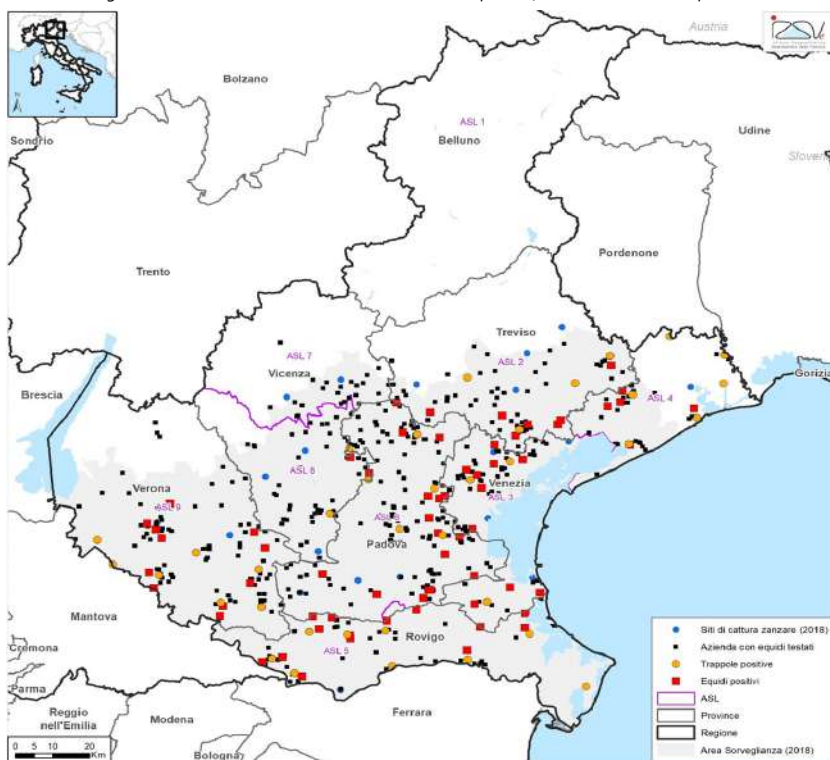 Austria
Bolzano
ASL 1
Belluno
Udine
Sondrio
Sloveni
Pordenone
Trento
Treviso
ASL 7
ASL 2
Vicenza
Gorizia
Brescia
ASL 4
ASL 8
Verona
Venezia
ASL 3
ASL 9
Padova
Mantova
Rovigo
ASL 5
Cremona
Parma
Reggio
nell'Emilia
Modena
Ferrara
Bologna
N
0 5 10 20
Km
Siti di cattura zanzare (2018)
Azienda con equidi testati
Trappole positive
Equidi positivi
ASL
Province
Regione
Area Sorveglianza (2018)